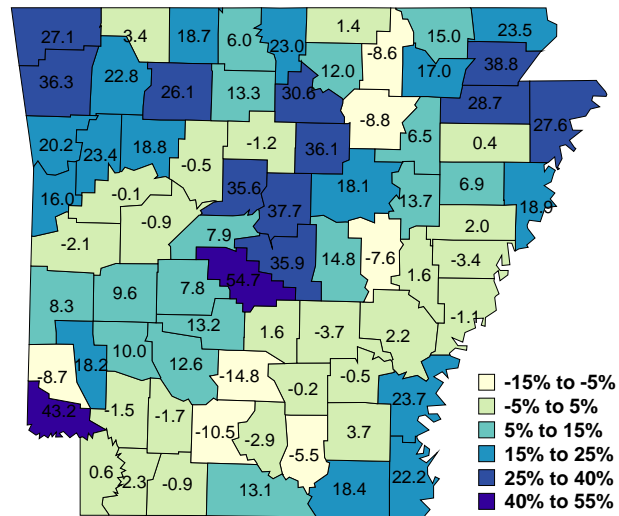 27.1 3.4 18.7 6.0 23.0 1.4 -8.6 15.0 23.5
36.3 22.8 26.1 13.3 30.6 12.0 17.0 38.8
-8.8 28.7 27.6
20.2 23.4 18.8 -0.5 -1.2 36.1 6.5 0.4
16.0 -0.1 35.6 18.1 13.7 6.9 18.9
-2.1 -0.9 7.9 37.7 2.0
8.3 9.6 7.8 54.7 35.9 14.8 -7.6 1.6 -3.4
13.2 1.6 -3.7 2.2 -1.1
-8.7 18.2 10.0 12.6 -14.8 -0.2 -0.5
-15% to -5%
43.2 -1.5 -1.7 23.7
-5% to 5%
-10.5 -2.9 3.7
5% to 15%
-5.5
15% to 25%
0.6 2.3 -0.9 13.1 18.4 22.2
25% to 40%
40% to 55%